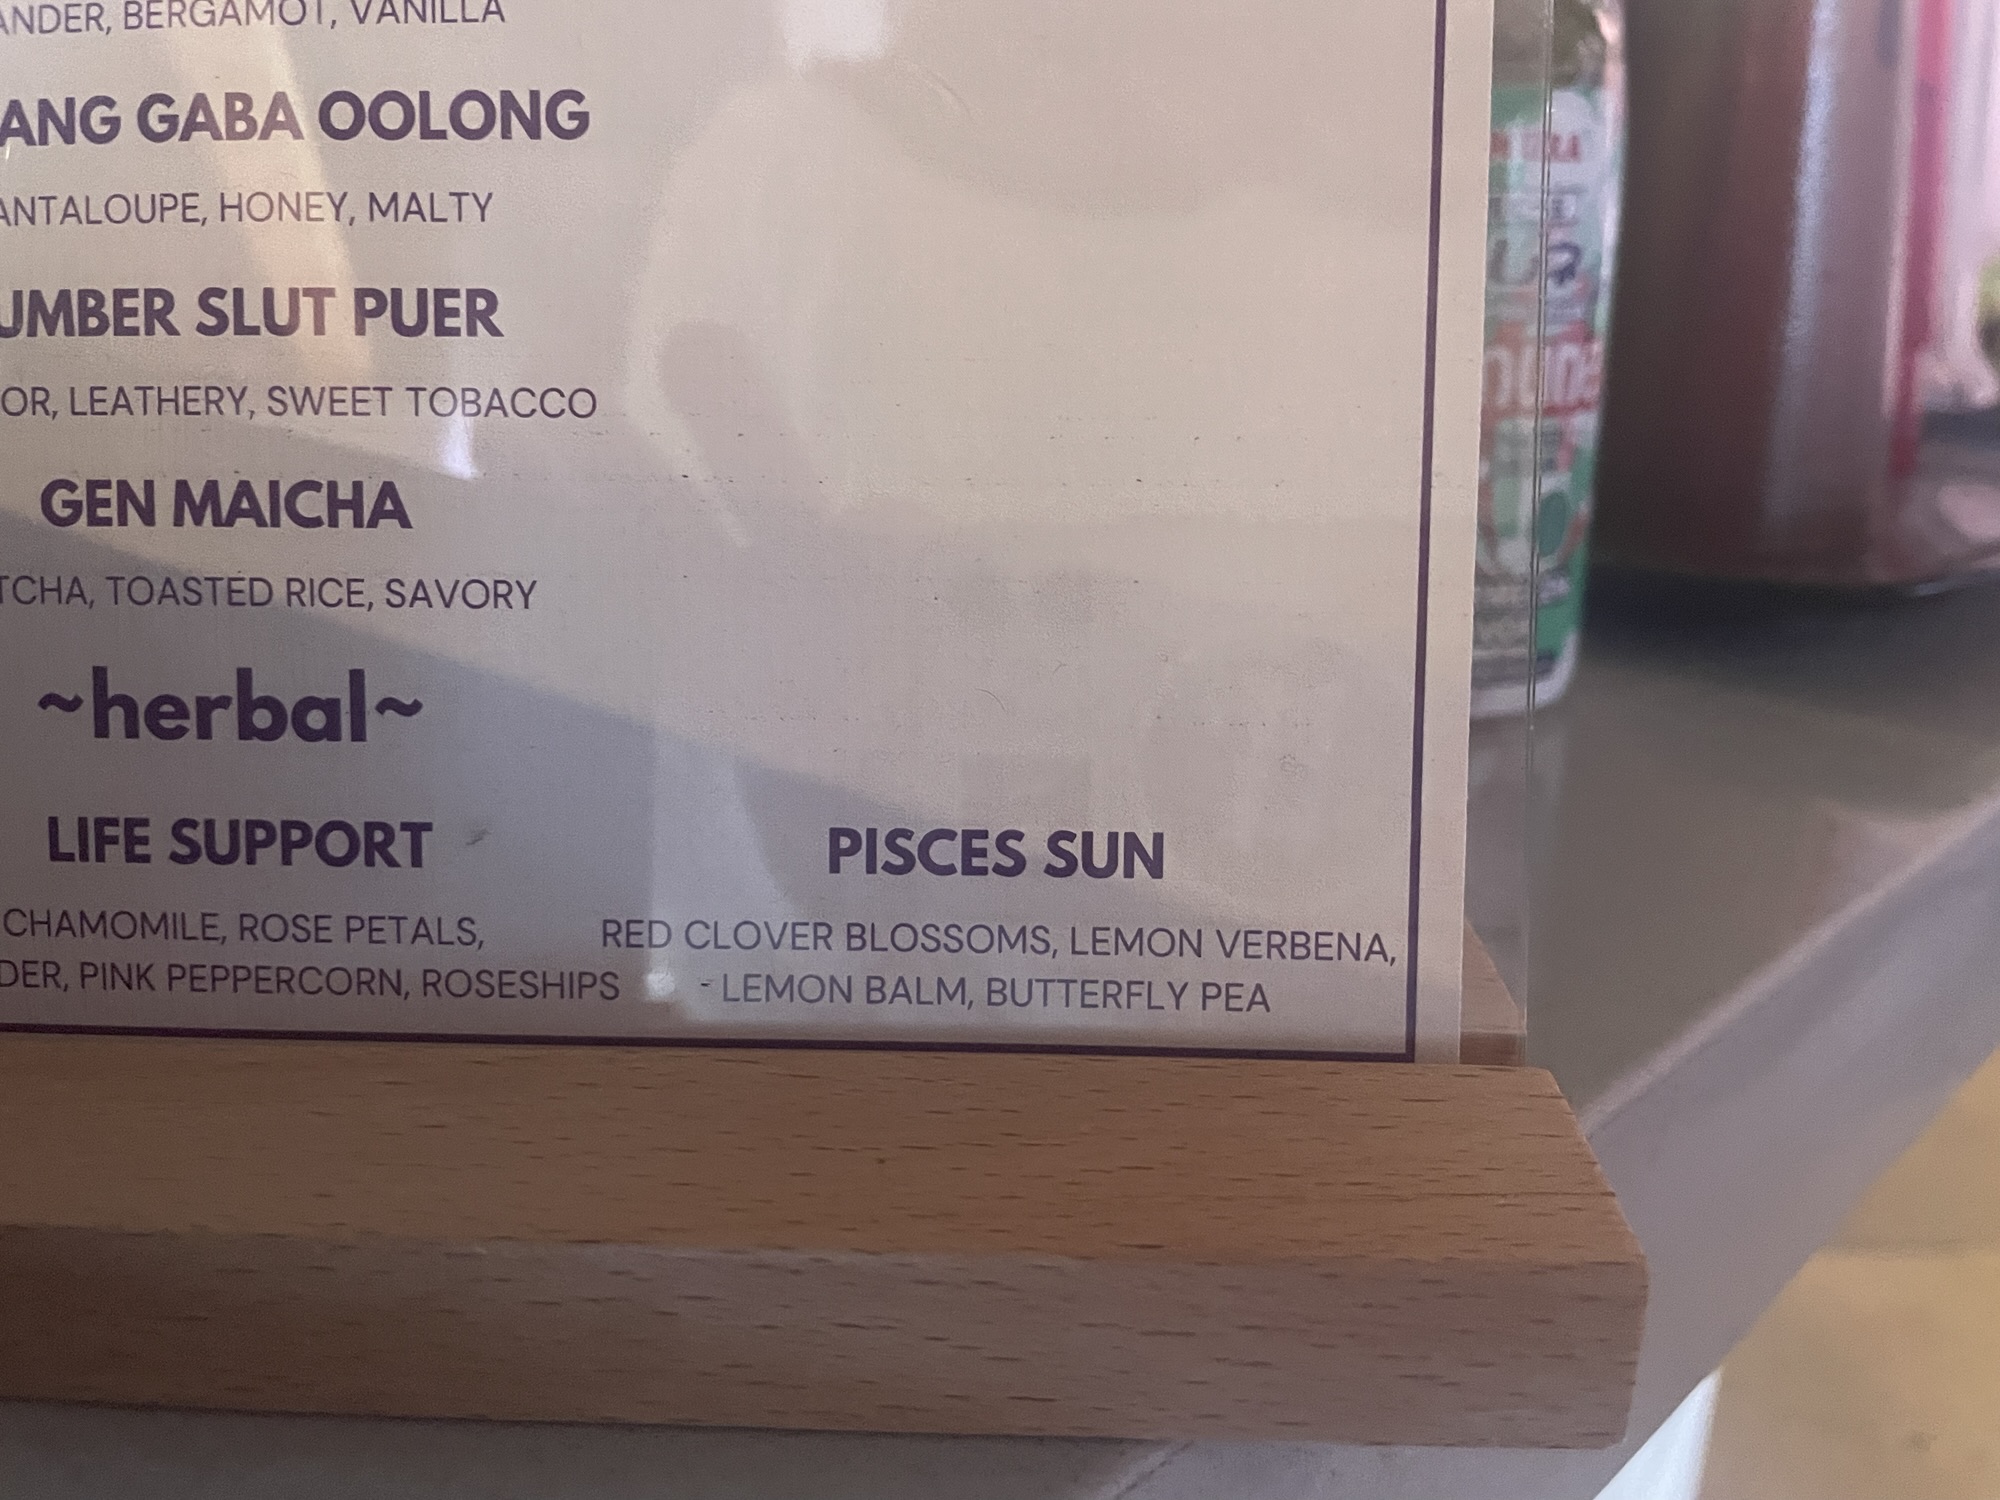 ANDER, BERGAMOT, VANILLA
ANG GABA OOLONG
ANTALOUPE, HONEY, MALTY
UMBER SLUT PUER
OR, LEATHERY, SWEET TOBACCO
GEN MAICHA
TCHA, TOASTED RICE, SAVORY
~herbal~
LIFE SUPPORT
CHAMOMILE, ROSE PETALS,
DER, PINK PEPPERCORN, ROSESHIPS
PISCES SUN
RED CLOVER BLOSSOMS, LEMON VERBENA,
- LEMON BALM, BUTTERFLY PEA